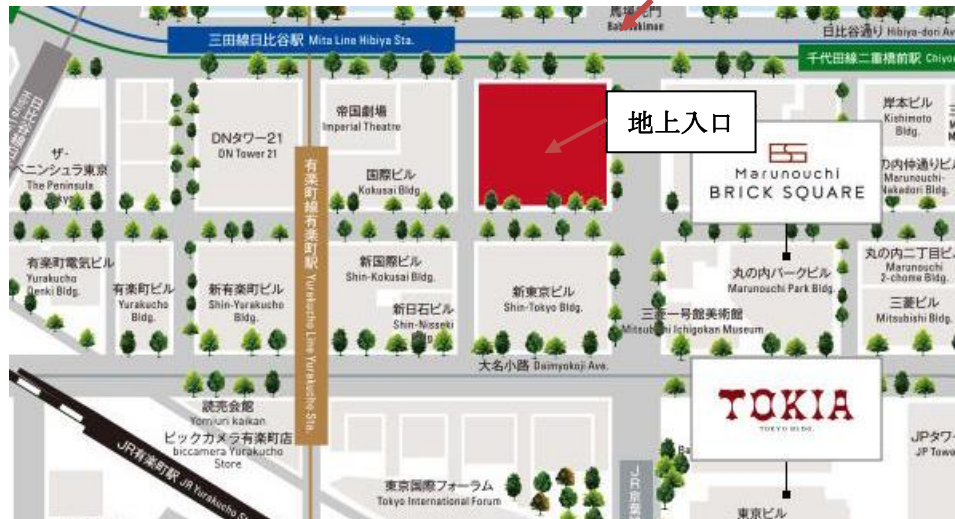 馬場先門
三田線日比谷駅 Mita Line Hibiya Sta.
日比谷通り Hibiya-dori Av
千代田線二重橋前駅 Chiyo
日比谷
帝国劇場
Imperial Theatre
地上入口
岸本ビル
Kishimoto
Bldg.
DNタワー21
DN Tower 21
Marunouchi
BRICK SQUARE
ザ・
ペニンシュラ東京
The Peninsula
国際ビル
Kokusai Bldg.
の内仲通りビ
Marunouchi-
Nakadori Bldg.
有楽町線有楽町駅 Yurakucho Line Yurakucho Sta.
有楽町電気ビル
Yurakucho
Denki Bldg.
有楽町ビル
Yurakucho
Bldg.
新有楽町ビル
Shin-Yurakucho
Bldg.
新国際ビル
Shin-Kokusai Bldg.
新日石ビル
Shin-Nisseki
新東京ビル
Shin-Tokyo Bldg.
丸の内パークビル
Marunouchi Park Bldg.
三菱一号館美術館
Mitsubishi Ichigokan Museum
丸の内二丁目ビ
Marunouchi
2-chome Bldg.
三菱ビル
Mitsubishi Bldg.
大名小路 Daimyokoji Ave.
読売会館
Yomiuri kaikan
ビックカメラ有楽町店
biccamera Yurakucho
Store
JR有楽町駅 JR Yurakucho St
東京国際フォーラム
Tokyo International Forum
TOKIA
TOKYO BLDG.
JPタワー
JP Towe
JR京葉
東京ビル